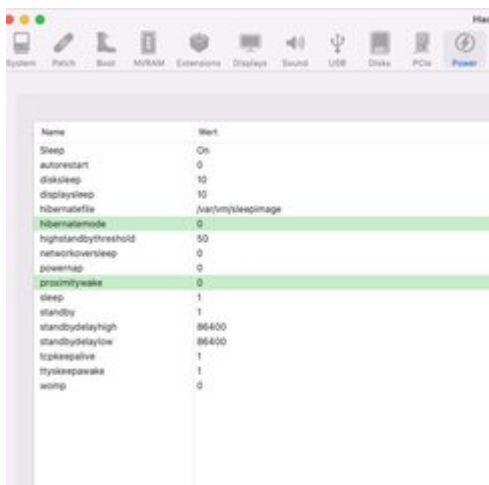 Hac
System Patch Boot NVRAM Extensions Displays Sound USB Disks PCIe Power
Name Wert
Sleep On
autorestart 0
disksleep 10
displaysleep 10
hibernatefile /var/vm/sleepimage
hibernatemode 0
highstandbythreshold 50
networkoversleep 0
powernap 0
proximitywake 0
sleep 1
standby 1
standbydelayhigh 86400
standbydelaylow 86400
tcpkeepalive 1
ttyskeepawake 1
womp 0